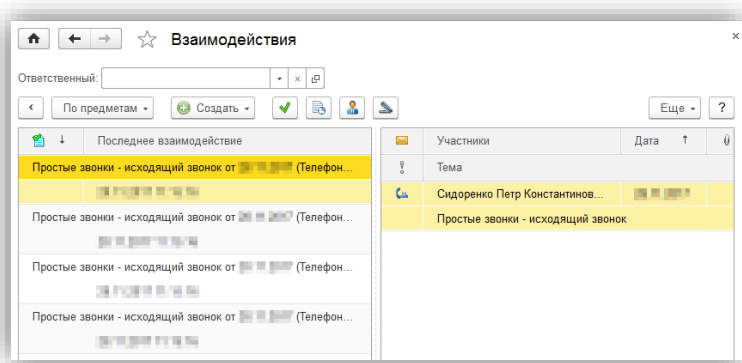 Взаимодействия
Ответственный:
По предметам
Создать
Еще
?
Последнее взаимодействие
Участники
Дата
Тема
Простые звонки - исходящий звонок от (Телефон...
Сидоренко Петр Константинов...
Простые звонки - исходящий звонок
Простые звонки - исходящий звонок от (Телефон...
Простые звонки - исходящий звонок от (Телефон...
Простые звонки - исходящий звонок от (Телефон...